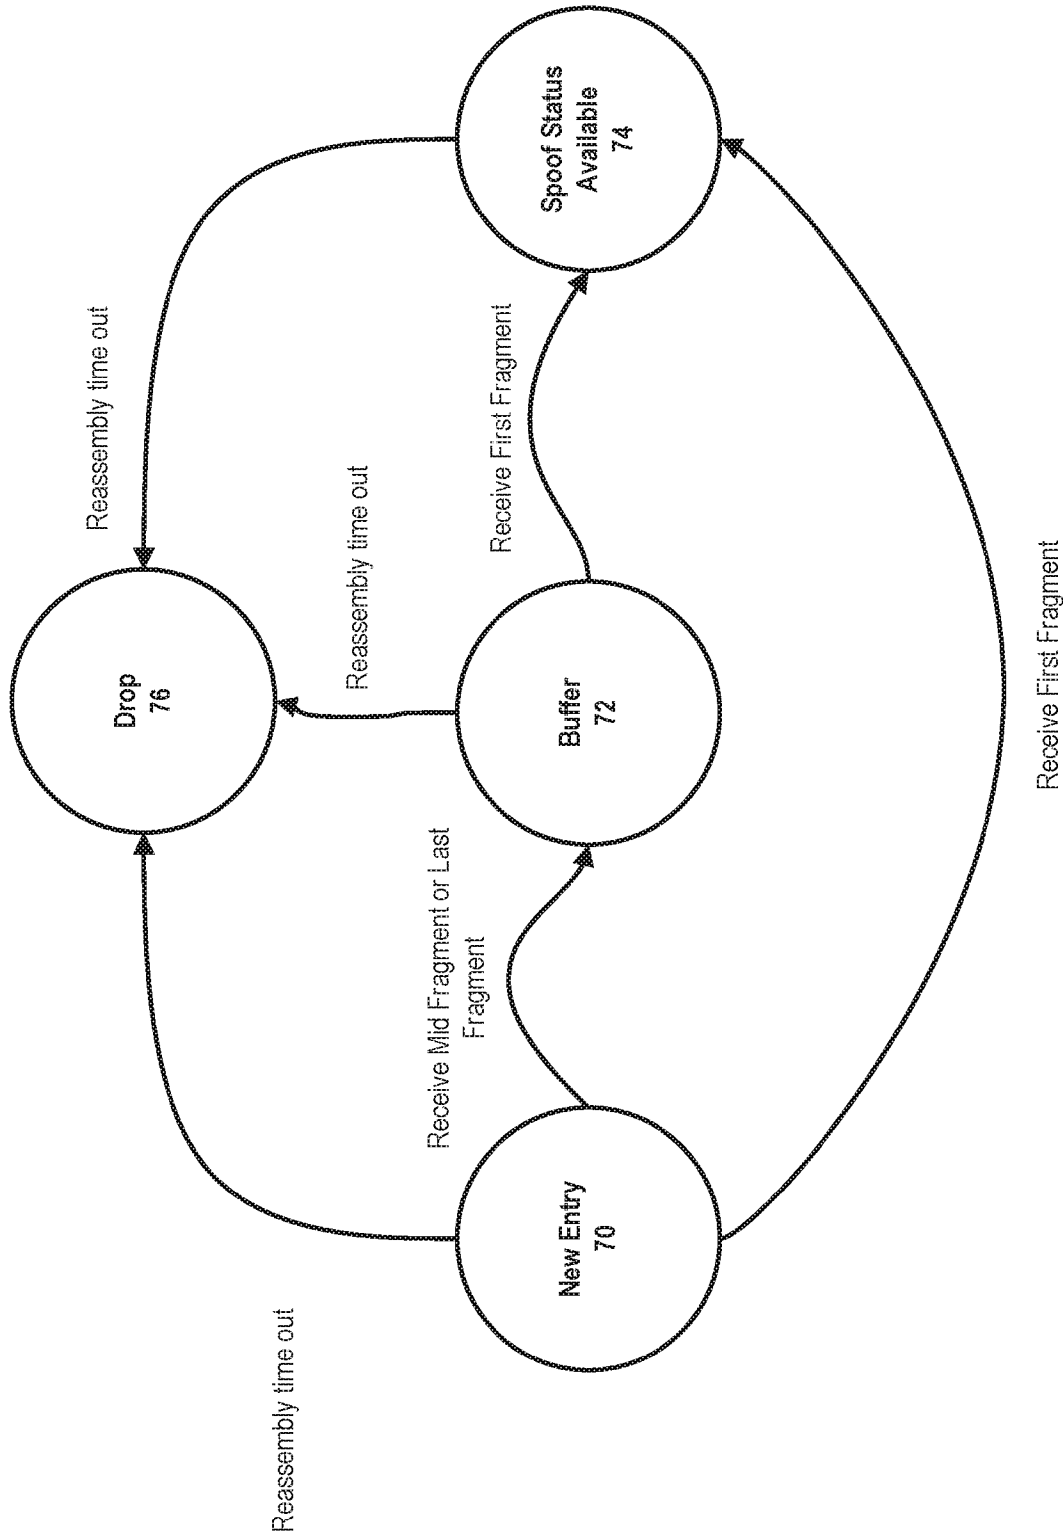 Reassembly time out
Drop
76
Reassembly time out
Reassembly time out
Receive Mid Fragment or Last
Fragment
Receive First Fragment
New Entry
70
Buffer
72
Spoof Status
Available
74
Receive First Fragment